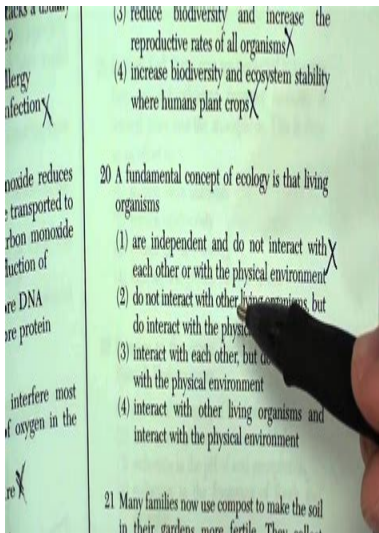 (3) reduce biodiversity and increase the
reproductive rates of all organisms X
(4) increase biodiversity and ecosystem stability
where humans plant crops X
llergy
nfection X
noxide reduces
transported to
rbon monoxide
luction of
re DNA
re protein
interfere most
f oxygen in the
re X
20 A fundamental concept of ecology is that living
organisms
(1) are independent and do not interact with X
each other or with the physical environment
(2) do not interact with other living organisms, but
do interact with the
(3) interact with each other, but
with the physical environment
(4) interact with other living organisms and
interact with the physical environment
21 Many families now use compost to make the soil
in their gardens more fertile. They